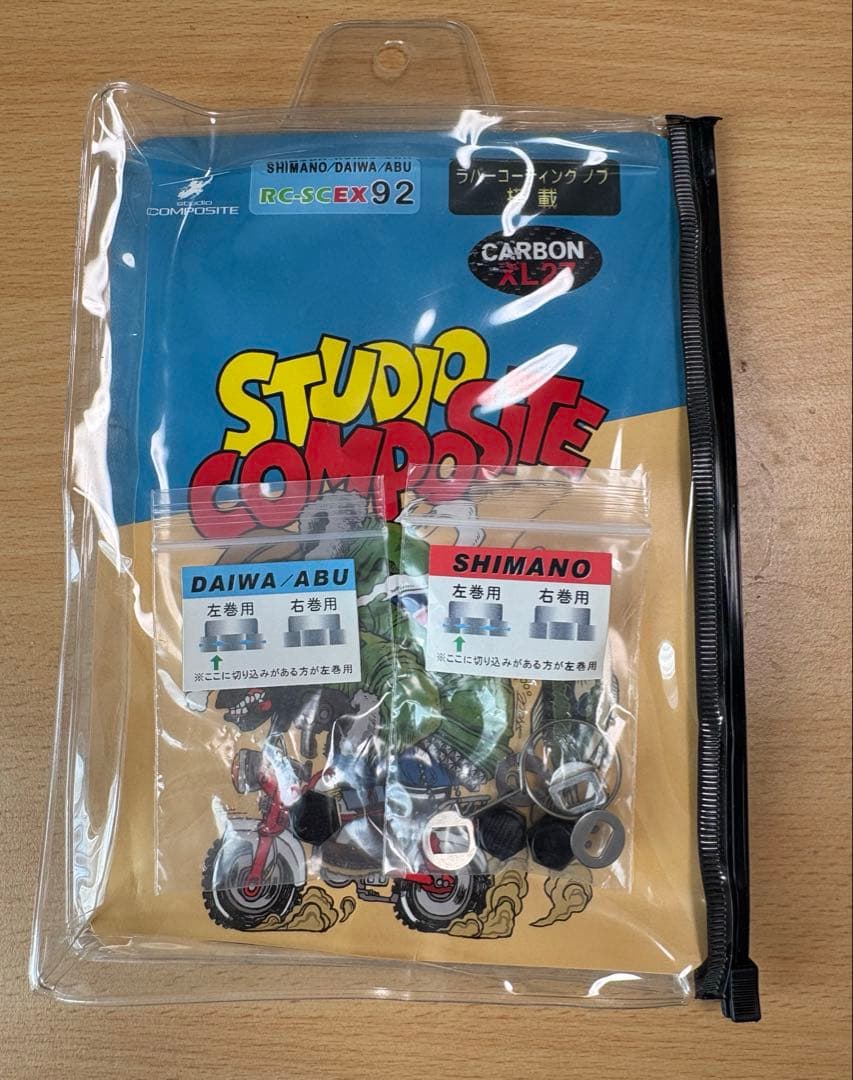 studio
COMPOSITE
SHIMANO/DAIWA/ABU
RC-SCEX92
ラバーコーティングノブ
搭載
CARBON
XL27
STUDIO
COMPOSITE
DAIWA/ABU
左巻用 右巻用
※ここに切り込みがある方が左巻用
SHIMANO
左巻用 右巻用
※ここに切り込みがある方が左巻用